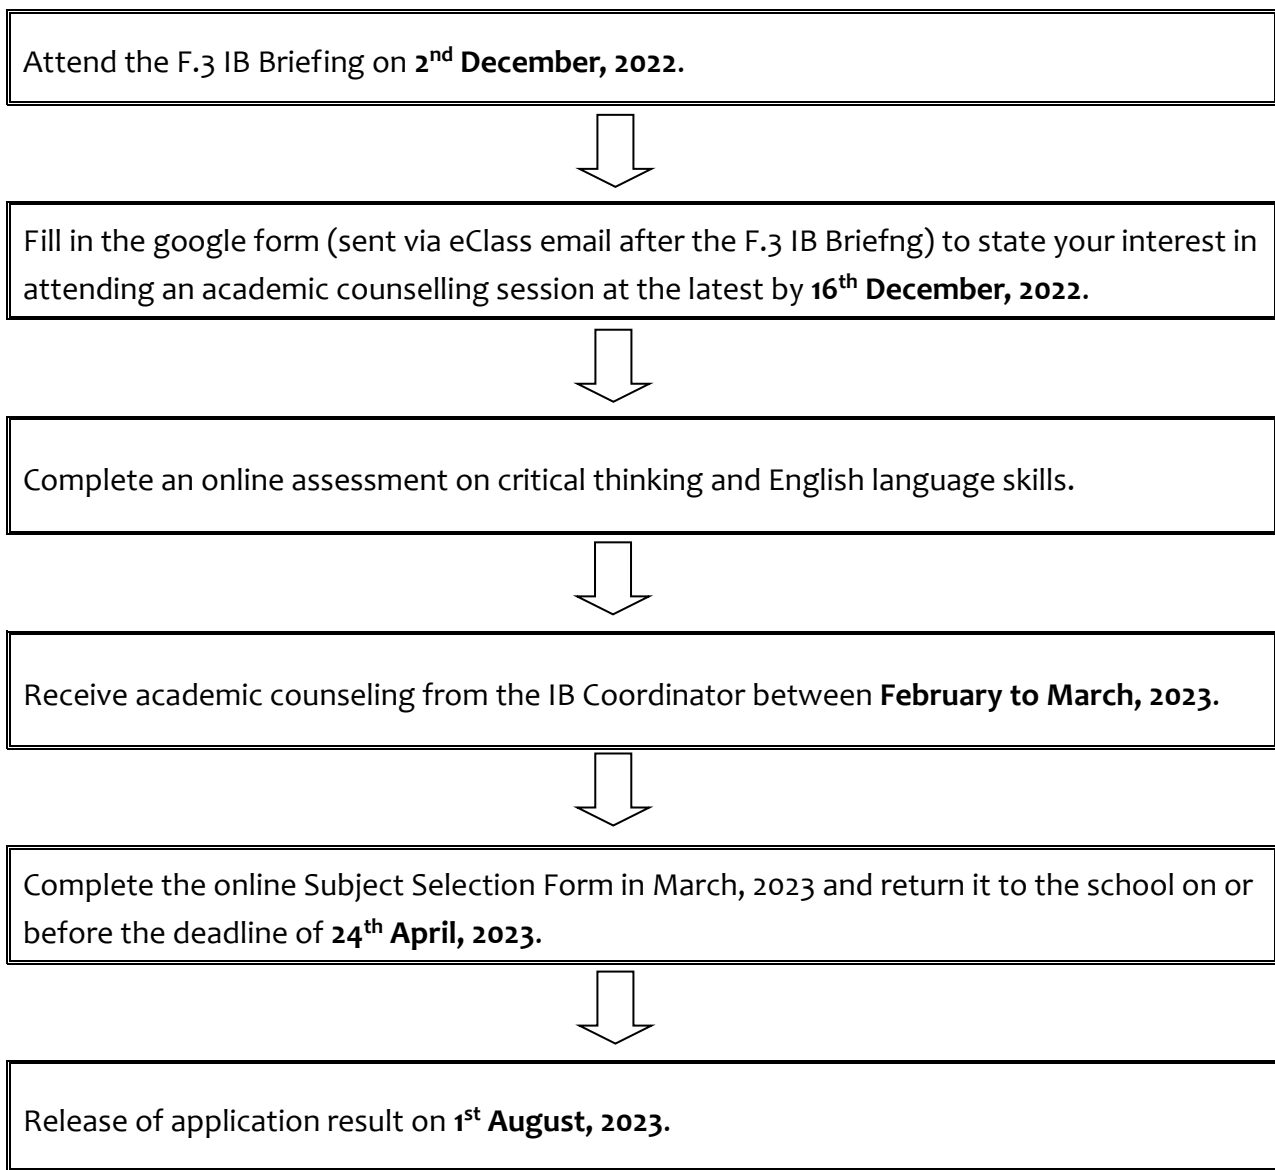 Attend the F.3 IB Briefing on 2nd December, 2022.
Fill in the google form (sent via eClass email after the F.3 IB Briefng) to state your interest in
attending an academic counselling session at the latest by 16th December, 2022.
Complete an online assessment on critical thinking and English language skills.
Receive academic counseling from the IB Coordinator between February to March, 2023.
Complete the online Subject Selection Form in March, 2023 and return it to the school on or
before the deadline of 24th April, 2023.
Release of application result on 1st August, 2023.